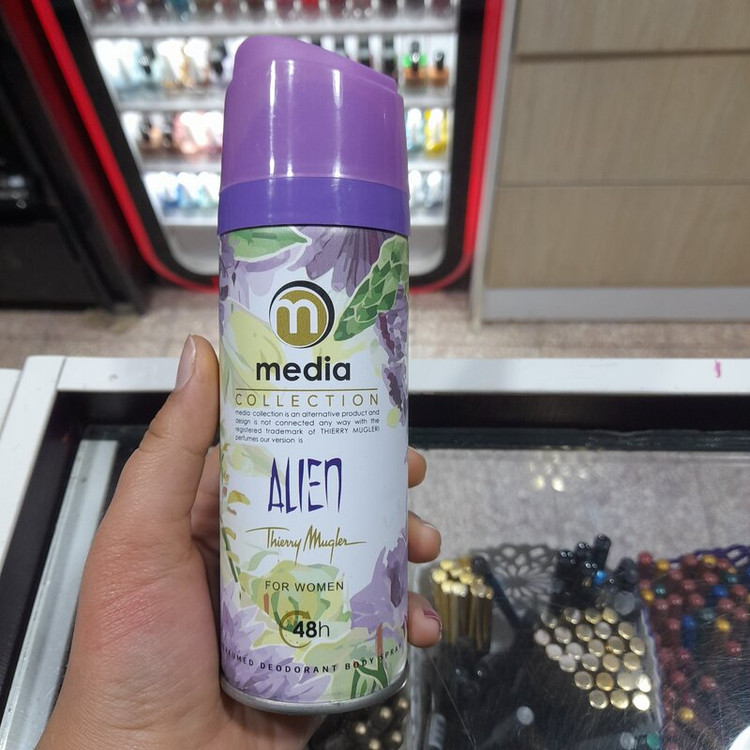 m
media
COLLECTION
media collection is an alternative product and
design is not connected any way with the
registered trademark of THIERRY MUGLERI
perfumes our version is
ALIEN
Thierry Mugler
FOR WOMEN
48h
DEODORANT BODY SPRAY